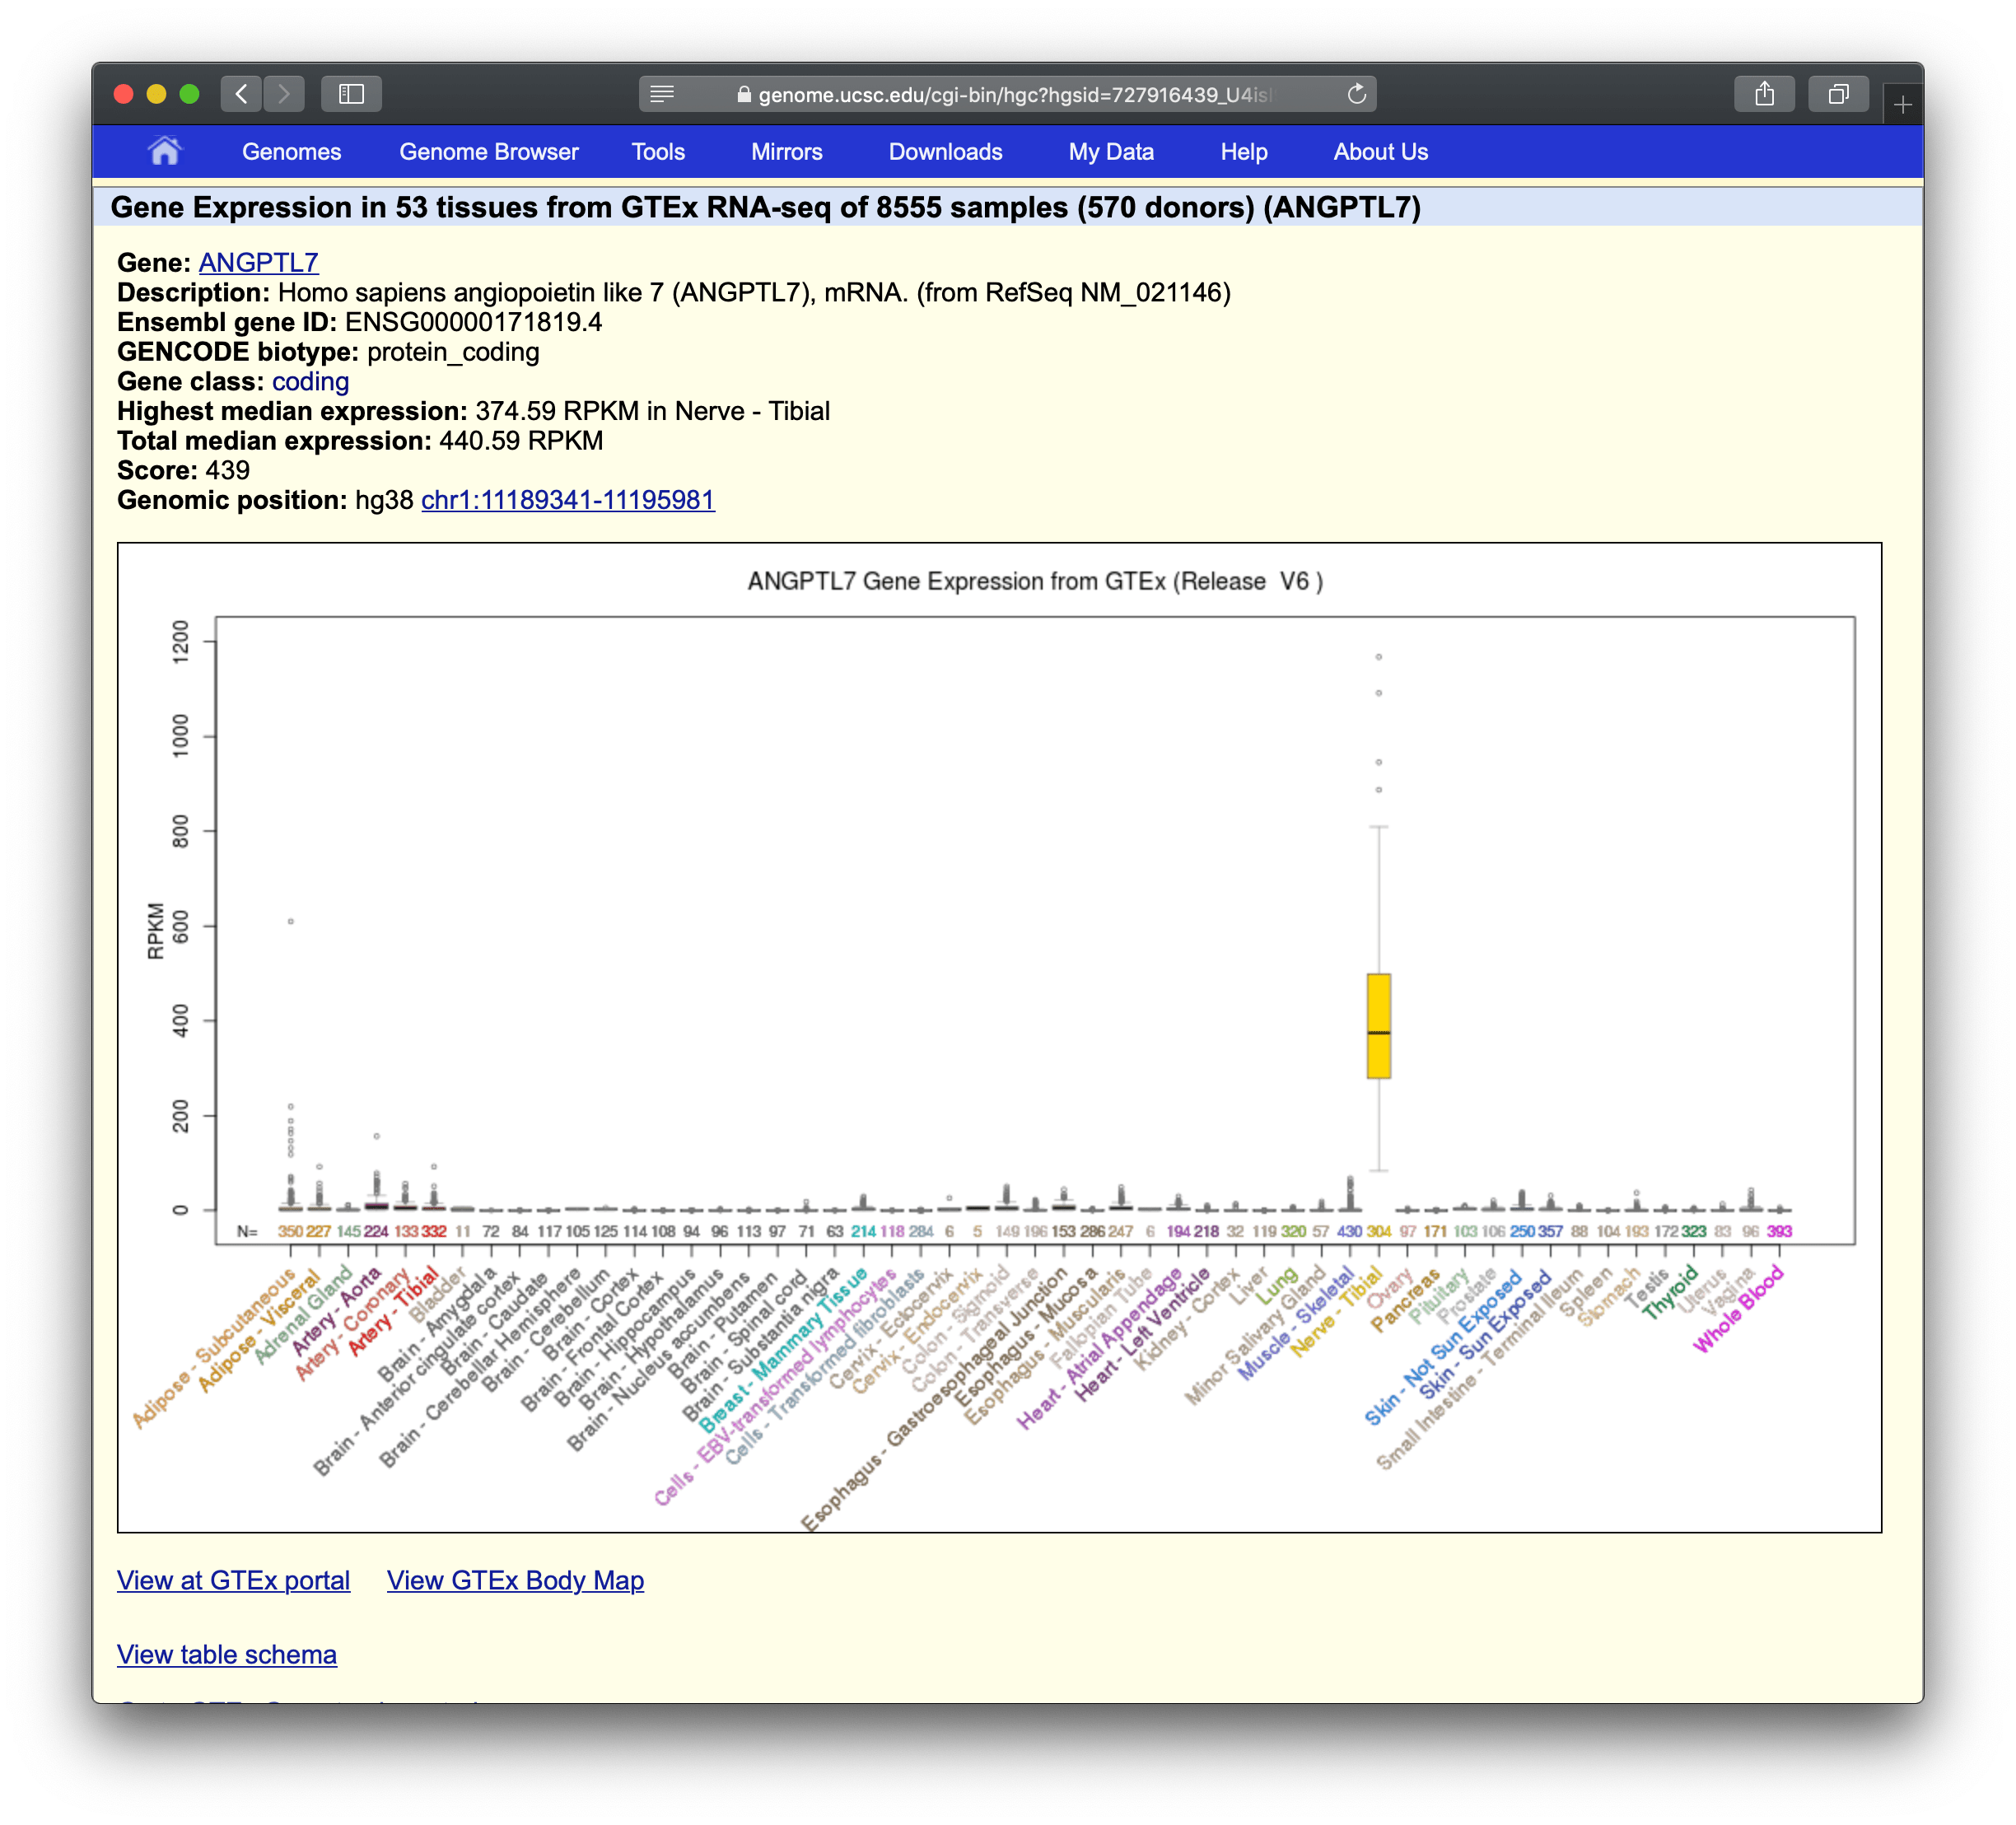 genome.ucsc.edu/cgi-bin/hgc?hgsid=727916439_U4isl
Genomes Genome Browser Tools Mirrors Downloads My Data Help About Us
Gene Expression in 53 tissues from GTEx RNA-seq of 8555 samples (570 donors) (ANGPTL7)
Gene: ANGPTL7
Description: Homo sapiens angiopoietin like 7 (ANGPTL7), mRNA. (from RefSeq NM_021146)
Ensembl gene ID: ENSG00000171819.4
GENCODE biotype: protein_coding
Gene class: coding
Highest median expression: 374.59 RPKM in Nerve - Tibial
Total median expression: 440.59 RPKM
Score: 439
Genomic position: hg38 chr1:11189341-11195981
ANGPTL7 Gene Expression from GTEx (Release V6 )
RPKM
1200
1000
800
600
400
200
0
N= 350 227 145 224 133 332 11 72 84 117 105 125 114 108 94 96 113 97 71 63 214 118 284 6 5 149 196 153 286 247 6 194 218 32 119 320 57 430 304 97 171 103 106 250 357 88 104 193 172 323 83 96 393
Adipose - Subcutaneous
Adipose - Visceral
Adrenal Gland
Artery - Aorta
Artery - Coronary
Artery - Tibial
Bladder
Brain - Amygdala
Brain - Anterior cingulate cortex
Brain - Caudate
Brain - Cerebellar Hemisphere
Brain - Cerebellum
Brain - Cortex
Brain - Frontal Cortex
Brain - Hippocampus
Brain - Hypothalamus
Brain - Nucleus accumbens
Brain - Putamen
Brain - Spinal cord
Brain - Substantia nigra
Breast - Mammary Tissue
Cells - EBV-transformed lymphocytes
Cells - Transformed fibroblasts
Cervix - Ectocervix
Cervix - Endocervix
Colon - Sigmoid
Colon - Transverse
Esophagus - Gastroesophageal Junction
Esophagus - Mucosa
Esophagus - Muscularis
Fallopian Tube
Heart - Atrial Appendage
Heart - Left Ventricle
Kidney - Cortex
Liver
Lung
Minor Salivary Gland
Muscle - Skeletal
Nerve - Tibial
Ovary
Pancreas
Pituitary
Prostate
Skin - Not Sun Exposed
Skin - Sun Exposed
Small Intestine - Terminal Ileum
Spleen
Stomach
Testis
Thyroid
Uterus
Vagina
Whole Blood
View at GTEx portal View GTEx Body Map
View table schema